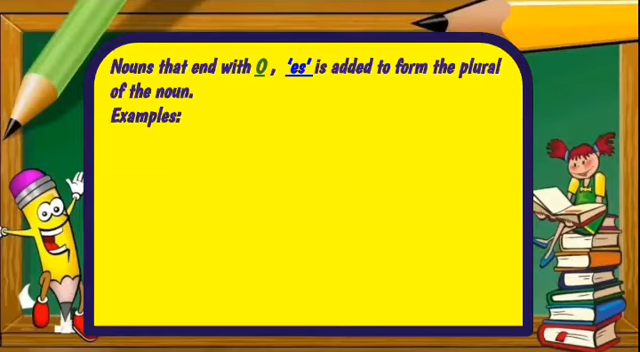 Nouns that end with O , 'es' is added to form the plural
of the noun.
Examples: